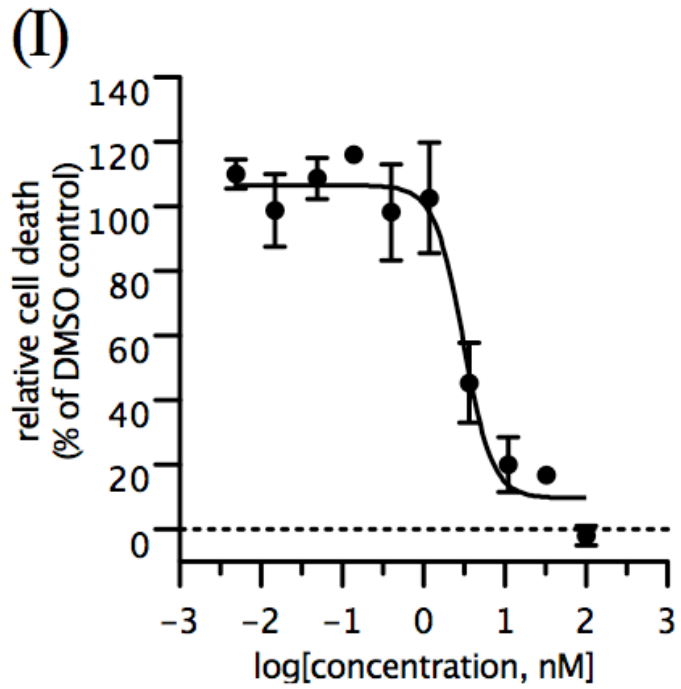 (I)
relative cell death
(% of DMSO control)
140
120
100
80
60
40
20
0
−3 −2 −1 0 1 2 3
log[concentration, nM]